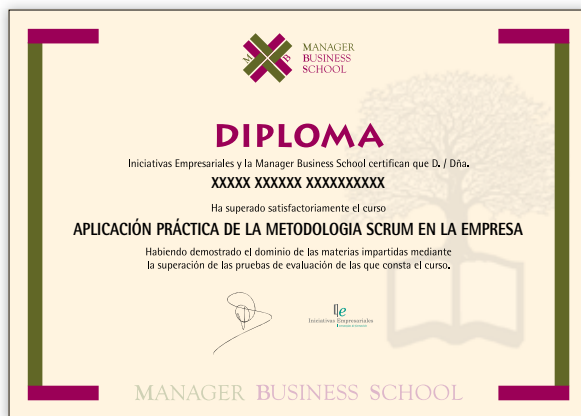 M B
MANAGER
BUSINESS
SCHOOL
DIPLOMA
Iniciativas Empresariales y la Manager Business School certifican que D. / Dña.
XXXXX XXXXXX XXXXXXXXXX
Ha superado satisfactoriamente el curso
APLICACIÓN PRÁCTICA DE LA METODOLOGIA SCRUM EN LA EMPRESA
Habiendo demostrado el dominio de las materias impartidas mediante
la superación de las pruebas de evaluación de las que consta el curso.
Ie
Iniciativas Empresariales
MANAGER BUSINESS SCHOOL